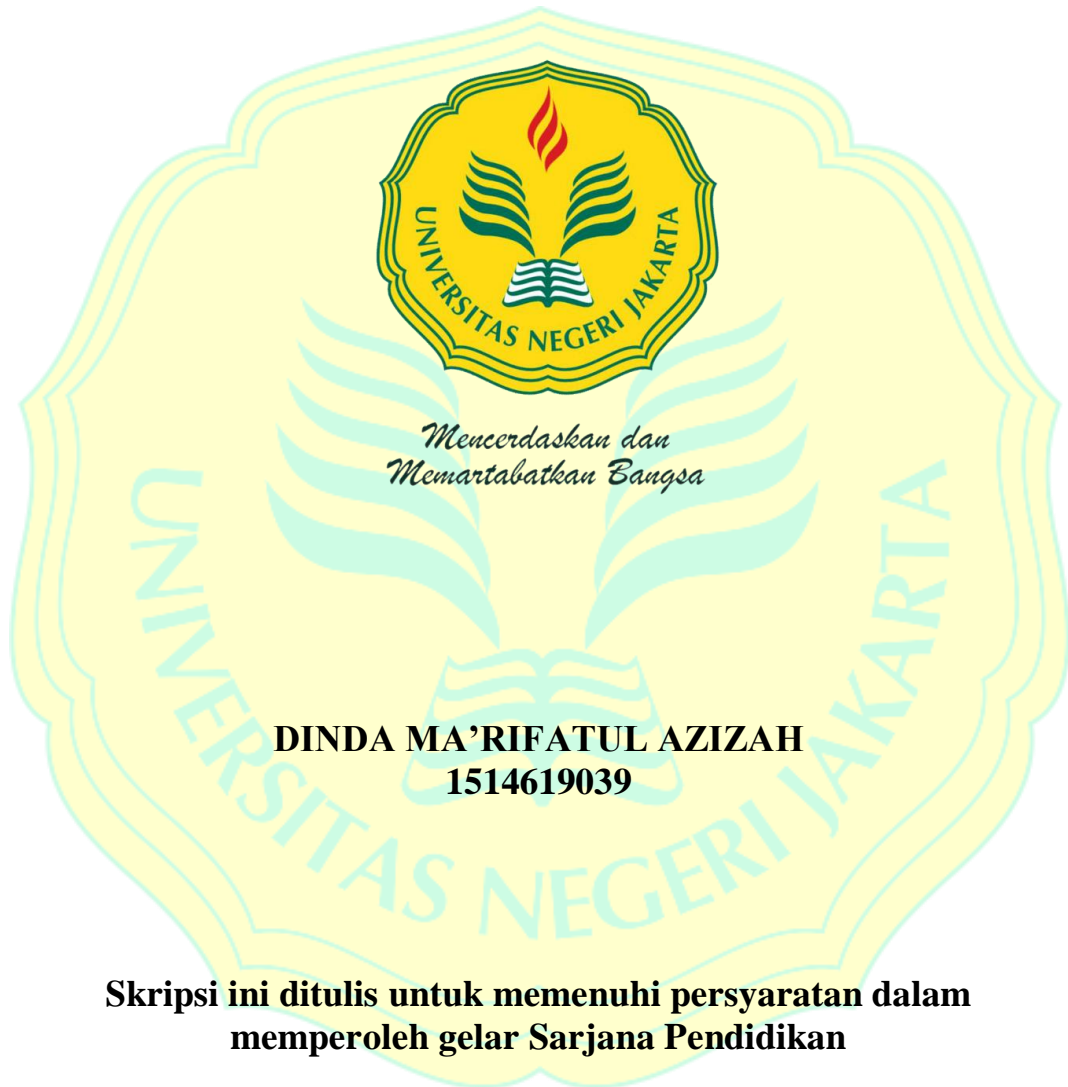 UNIVERSITAS NEGERI JAKARTA
Mencerdaskan dan
Memartabatkan Bangsa
UNIVERSITAS NEGERI JAKARTA
DINDA MA’RIFATUL AZIZAH
1514619039
Skripsi ini ditulis untuk memenuhi persyaratan dalam
memperoleh gelar Sarjana Pendidikan